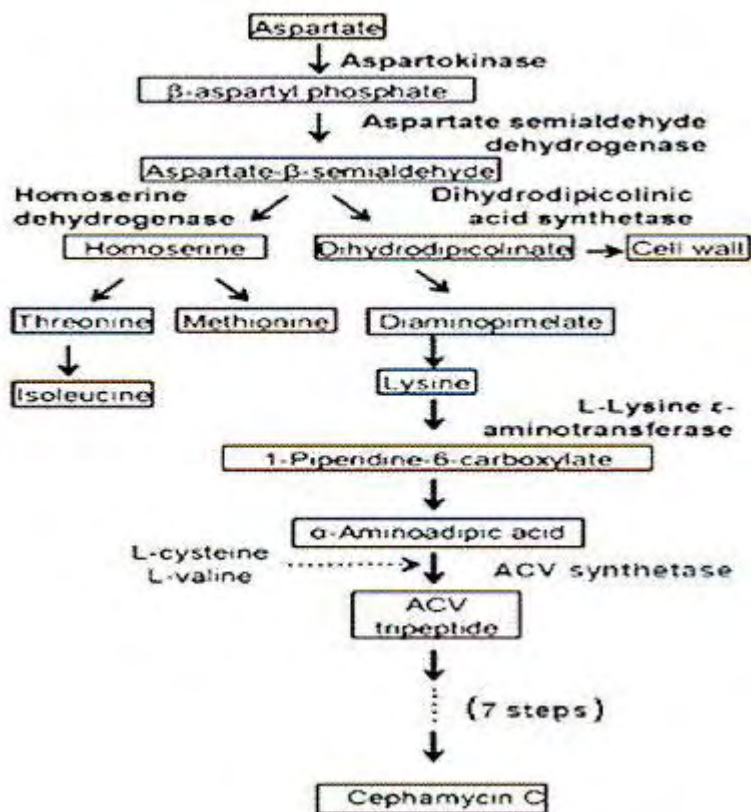 Aspartate
Aspartokinase
β-aspartyl phosphate
Aspartate semialdehyde
dehydrogenase
Aspartate-β-semialdehyde
Homoserine
dehydrogenase
Dihydrodipicolinic
acid synthetase
Homoserine
Dihydrodipicolinate
Cell wall
Threonine
Methionine
Diaminopimelate
Isoleucine
Lysine
L-Lysine ε-
aminotransferase
1-Piperidine-6-carboxylate
α-Aminoadipic acid
L-cysteine
L-valine
ACV synthetase
ACV
tripeptide
(7 steps)
Cephamycin C